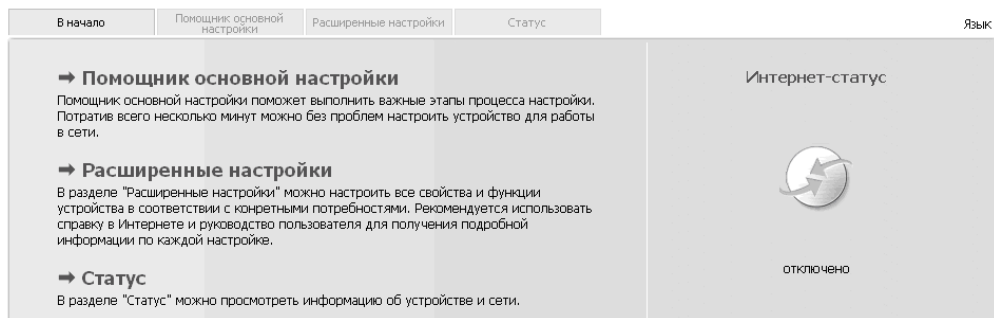 В начало
Помощник основной настройки
Расширенные настройки
Статус
Язык
➡ Помощник основной настройки
Помощник основной настройки поможет выполнить важные этапы процесса настройки.
Потратив всего несколько минут можно без проблем настроить устройство для работы
в сети.
➡ Расширенные настройки
В разделе "Расширенные настройки" можно настроить все свойства и функции
устройства в соответствии с конретными потребностями. Рекомендуется использовать
справку в Интернете и руководство пользователя для получения подробной
информации по каждой настройке.
➡ Статус
В разделе "Статус" можно просмотреть информацию об устройстве и сети.
Интернет-статус
отключено